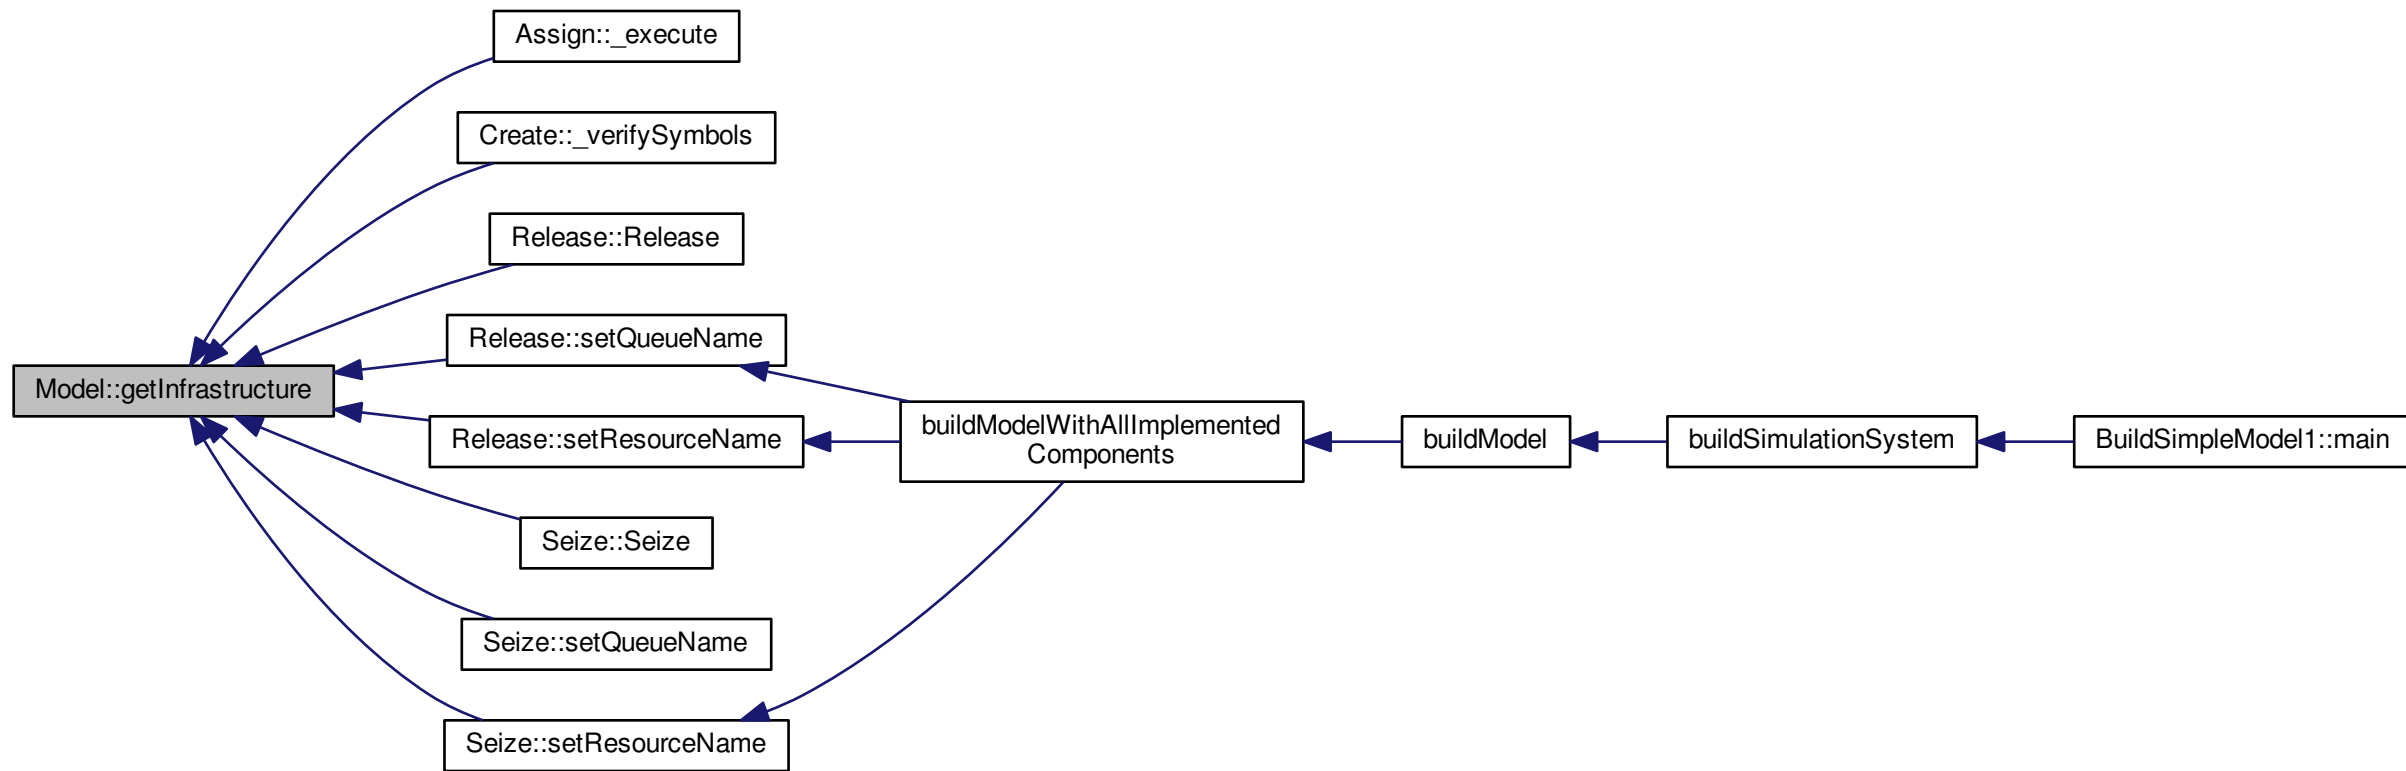 Assign::_execute
Create::_verifySymbols
Release::Release
Release::setQueueName
Model::getInfrastructure
Release::setResourceName
buildModelWithAllImplemented
Components
buildModel
buildSimulationSystem
BuildSimpleModel1::main
Seize::Seize
Seize::setQueueName
Seize::setResourceName